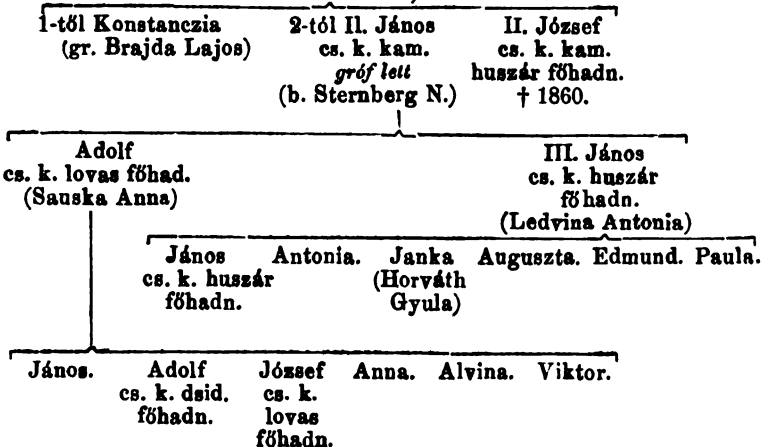 1-től Konstanczia 2-tól II. János II. József
(gr. Brajda Lajos) cs. k. kam. cs. k. kam.
gróf lett huszár főhadn.
(b. Sternberg N.) † 1860.
Adolf III. János
cs. k. lovas főhad. cs. k. huszár
(Sauska Anna) főhadn.
(Ledvina Antonia)
János Antonia. Janka Auguszta. Edmund. Paula.
cs. k. huszár (Horváth
főhadn. Gyula)
János. Adolf József Anna. Alvina. Viktor.
cs. k. dsid. cs. k.
főhadn. lovas
főhadn.